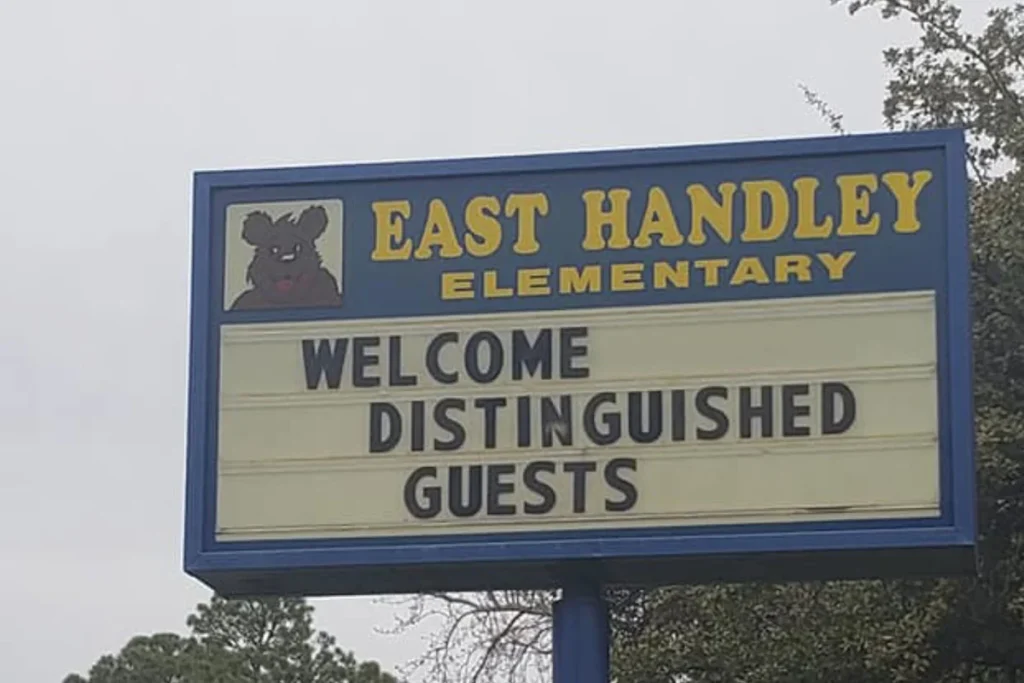 EAST HANDLEY
ELEMENTARY
WELCOME
DISTINGUISHED
GUESTS